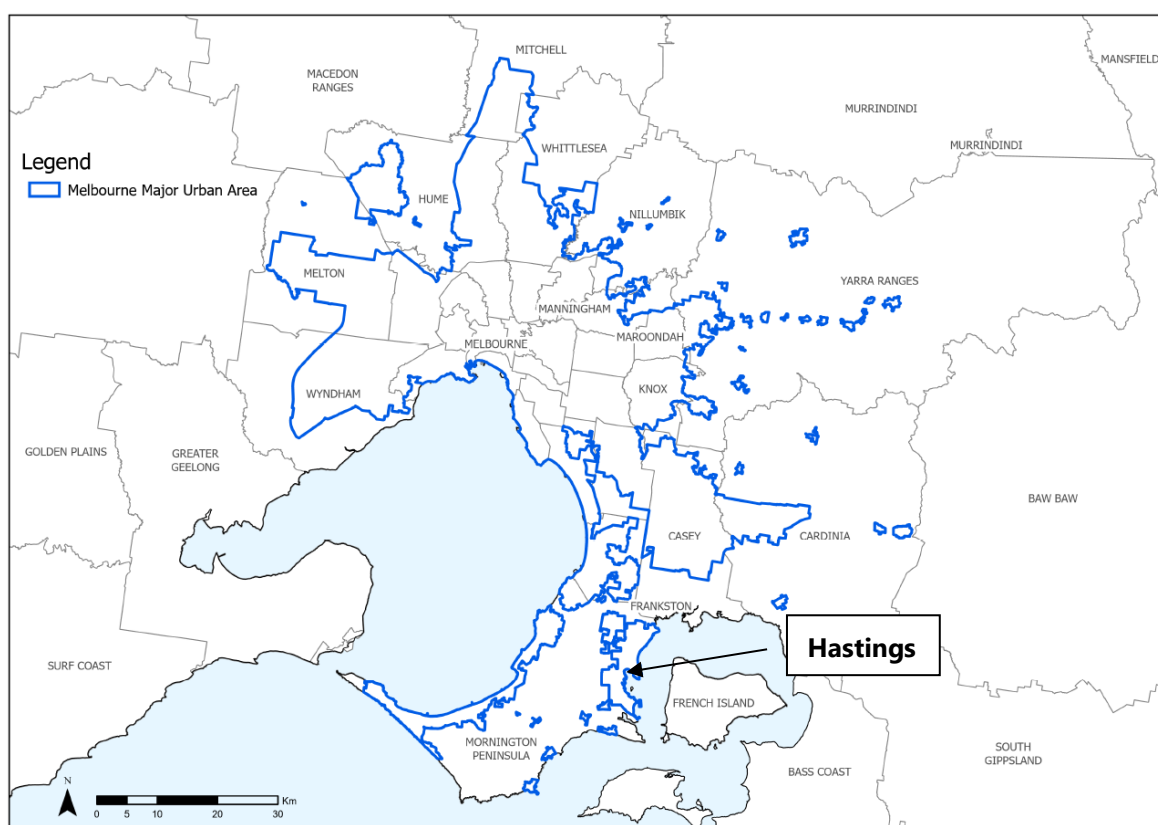 MITCHELL
MANSFIELD
MACEDON
RANGES
MURRINDINDI
MURRINDINDI
WHITTLESEA
Legend
Melbourne Major Urban Area
HUME
NILLUMBIK
MELTON
YARRA RANGES
MANNINGHAM
MAROONDAH
MELBOURNE
KNOX
WYNDHAM
GOLDEN PLAINS
GREATER
GEELONG
BAW BAW
CASEY
CARDINIA
FRANKSTON
Hastings
SURF COAST
FRENCH ISLAND
MORNINGTON
PENINSULA
SOUTH
GIPPSLAND
BASS COAST
N
Km
0 5 10 20 30